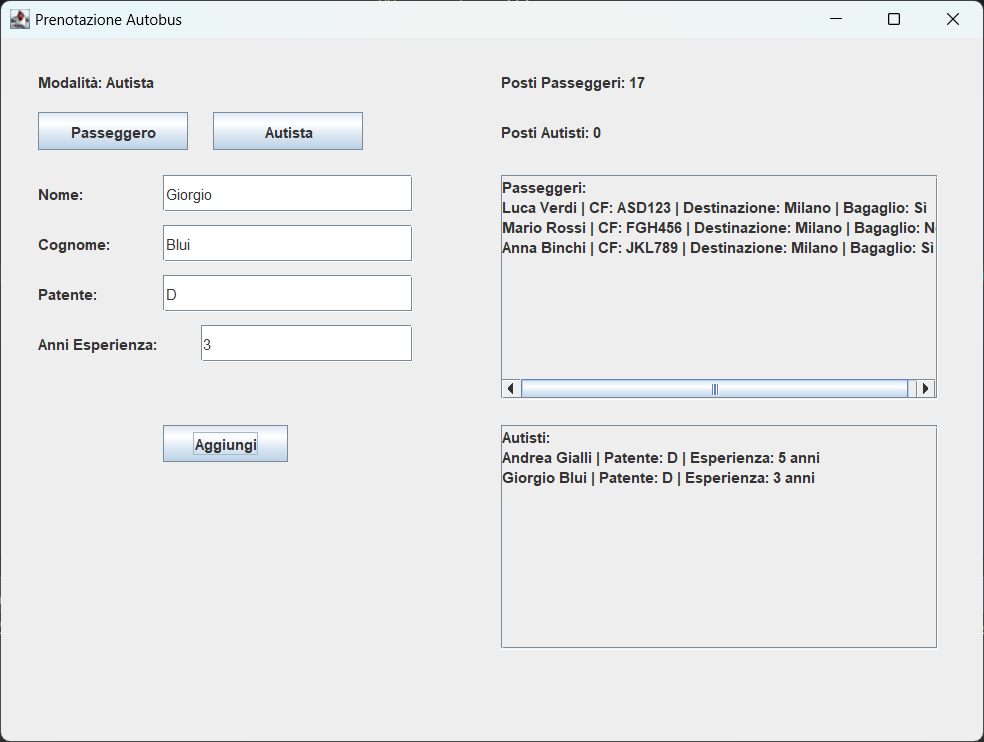 Prenotazione Autobus
Modalità: Autista
Passeggero
Autista
Nome:
Giorgio
Cognome:
Blui
Patente:
D
Anni Esperienza:
3
Aggiungi
Posti Passeggeri: 17
Posti Autisti: 0
Passeggeri:
Luca Verdi | CF: ASD123 | Destinazione: Milano | Bagaglio: Sì
Mario Rossi | CF: FGH456 | Destinazione: Milano | Bagaglio: N
Anna Binchi | CF: JKL789 | Destinazione: Milano | Bagaglio: Sì
Autisti:
Andrea Gialli | Patente: D | Esperienza: 5 anni
Giorgio Blui | Patente: D | Esperienza: 3 anni